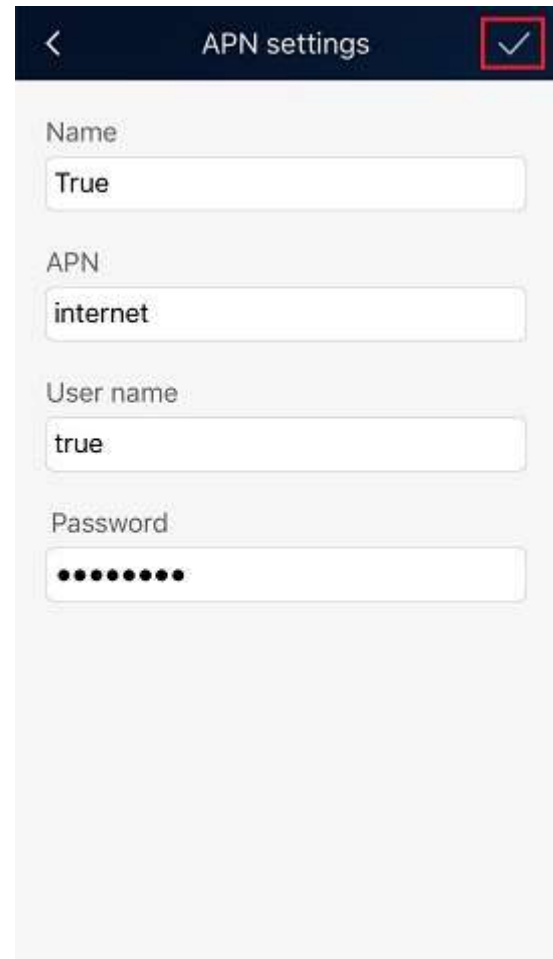 APN settings
Name
True
APN
internet
User name
true
Password
••••••••